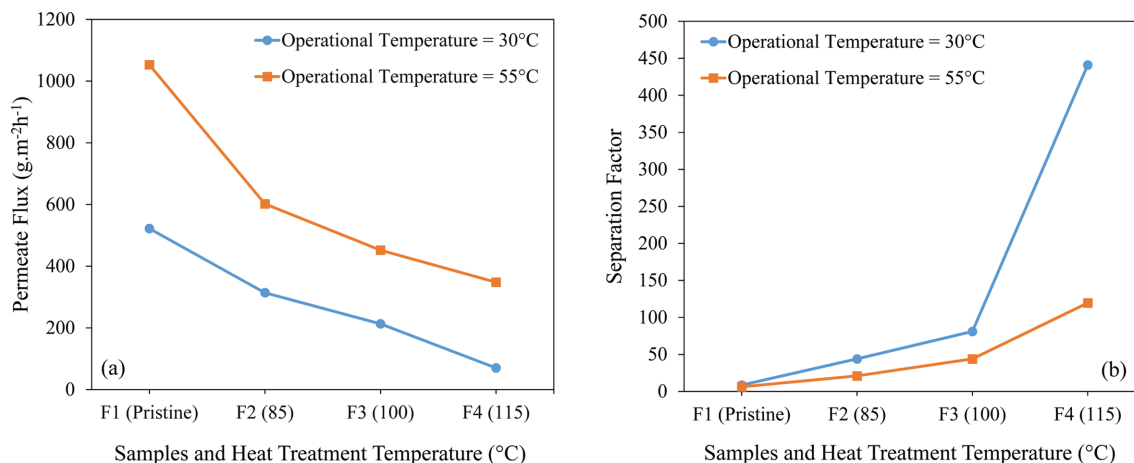 Operational Temperature = 30°C
Operational Temperature = 55°C
1200
1000
800
600
400
200
0
Permeate Flux (g.m⁻²h⁻¹)
(a)
F1 (Pristine)
F2 (85)
F3 (100)
F4 (115)
Samples and Heat Treatment Temperature (°C)
Operational Temperature = 30°C
Operational Temperature = 55°C
500
450
400
350
300
250
200
150
100
50
0
Separation Factor
(b)
F1 (Pristine)
F2 (85)
F3 (100)
F4 (115)
Samples and Heat Treatment Temperature (°C)